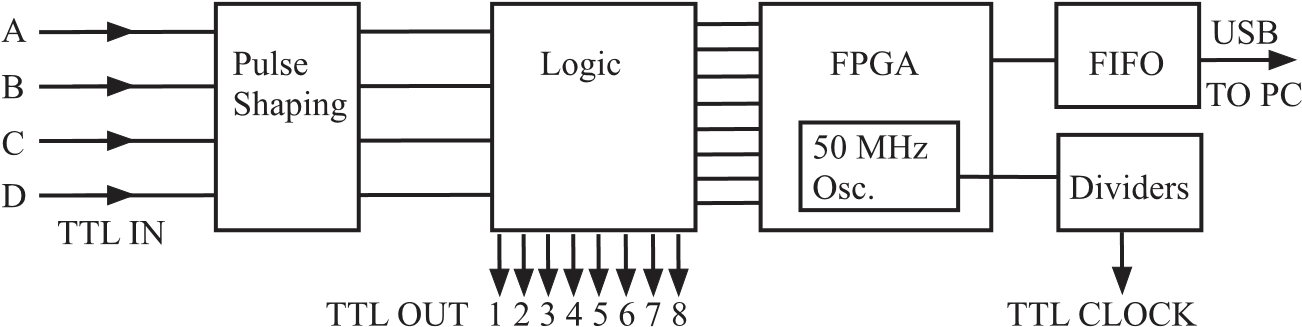 A
B
C
D
TTL IN
Pulse
Shaping
Logic
TTL OUT 1 2 3 4 5 6 7 8
FPGA
50 MHz
Osc.
FIFO
USB
TO PC
Dividers
TTL CLOCK